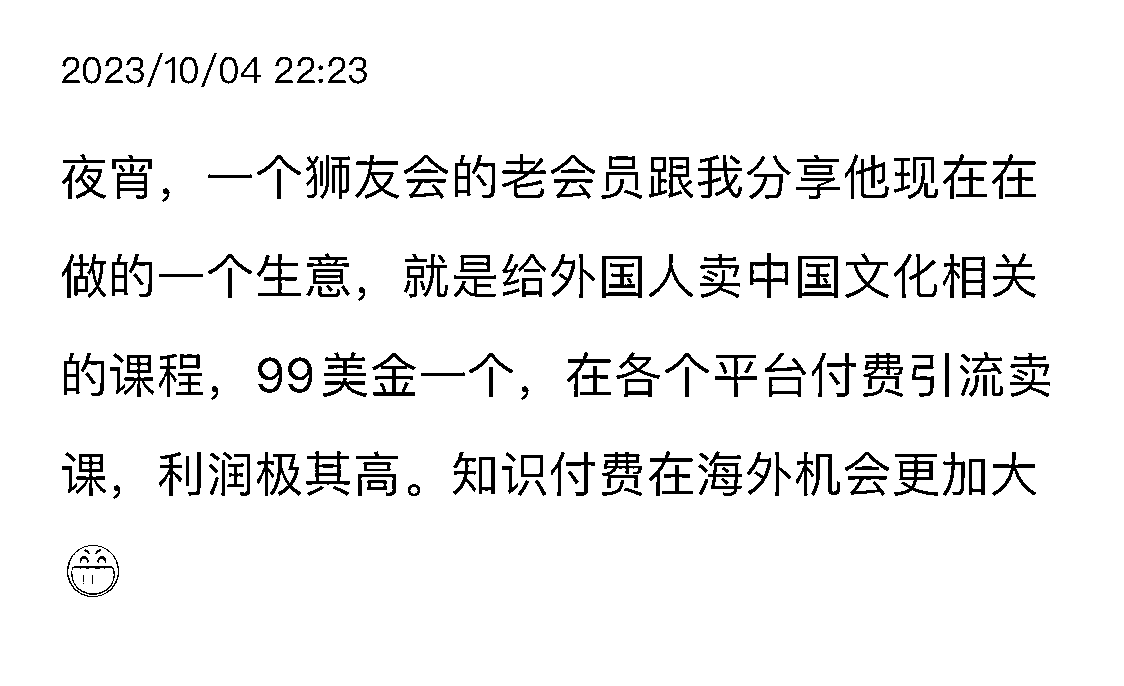 2023/10/04 22:23
夜宵，一个狮友会的老会员跟我分享他现在在
做的一个生意，就是给外国人卖中国文化相关
的课程，99美金一个，在各个平台付费引流卖
课，利润极其高。知识付费在海外机会更加大